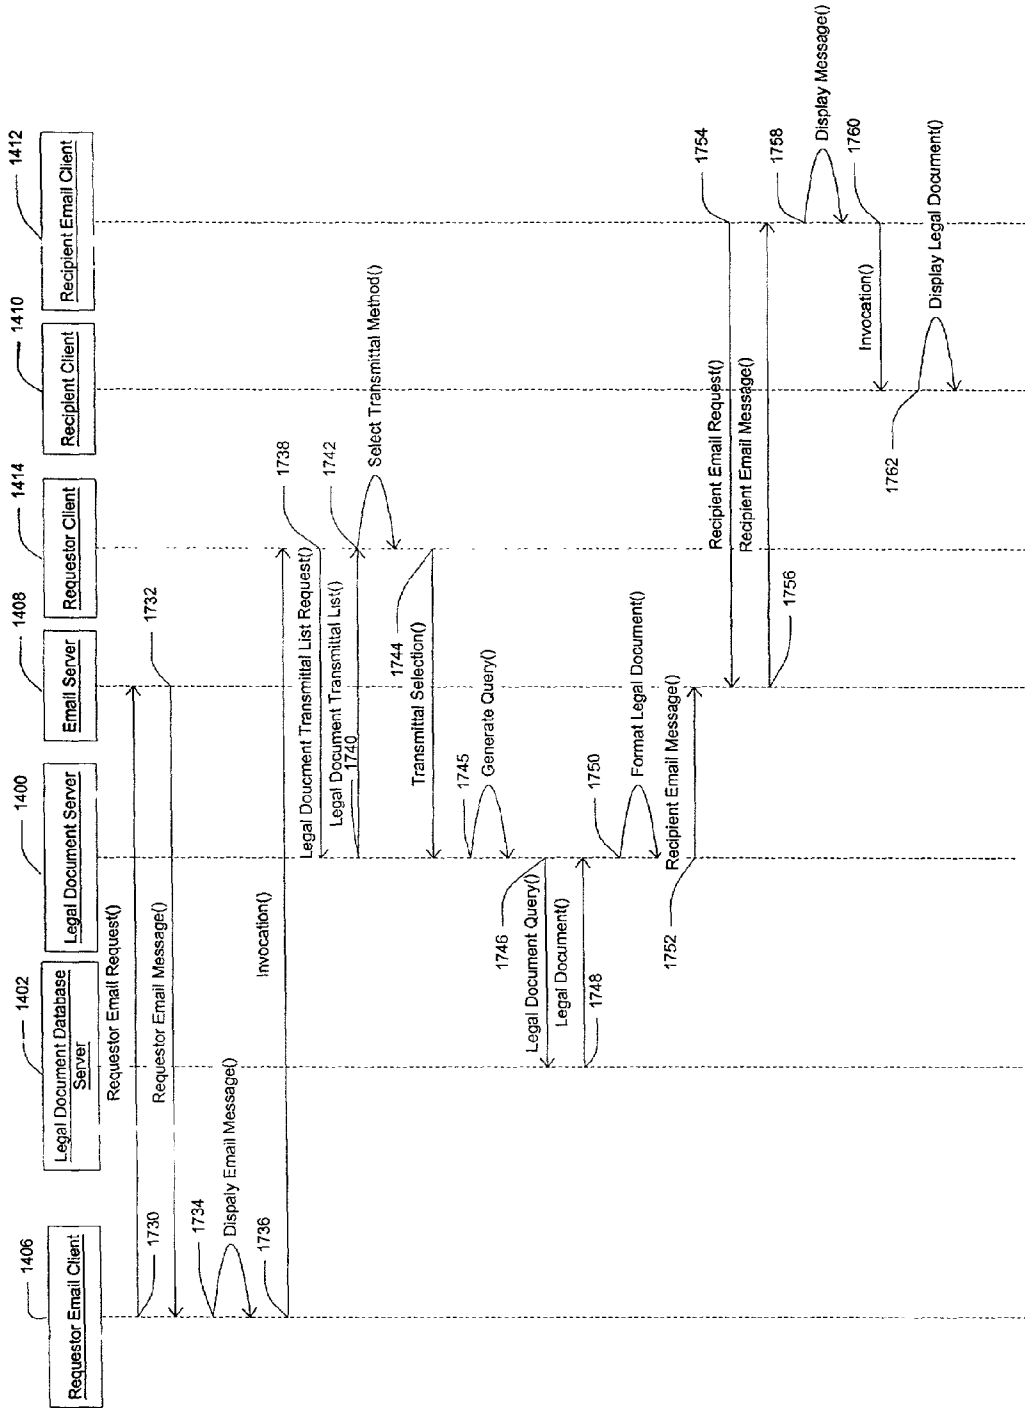 1406
Requestor Email Client
1402
Legal Document Database
Server
1400
Legal Document Server
1408
Email Server
1414
Requestor Client
1410
Recipient Client
1412
Recipient Email Client
Requestor Email Request()
1730
Requestor Email Message()
1732
1734
Dispaly Email Message()
1736
Invocation()
Legal Doucment Transmittal List Request()
1738
Legal Document Transmittal List()
1740
1742
Select Transmittal Method()
1744
Transmittal Selection()
1745
Generate Query()
1746
Legal Document Query()
Legal Document()
1748
1750
Format Legal Document()
Recipient Email Message()
1752
1754
Recipient Email Request()
Recipient Email Message()
1756
1758
Display Message()
1760
Invocation()
1762
Display Legal Document()